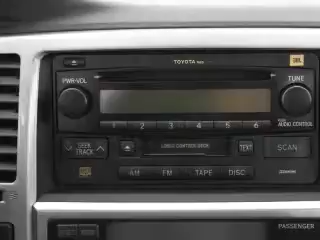 TOYOTA
JBL
PWR•VOL
TUNE
1 2 3 4 5 6
AUDIO CONTROL
SEEK
TRACK
TEXT
SCAN
AM FM TAPE DISC
PASSENGER